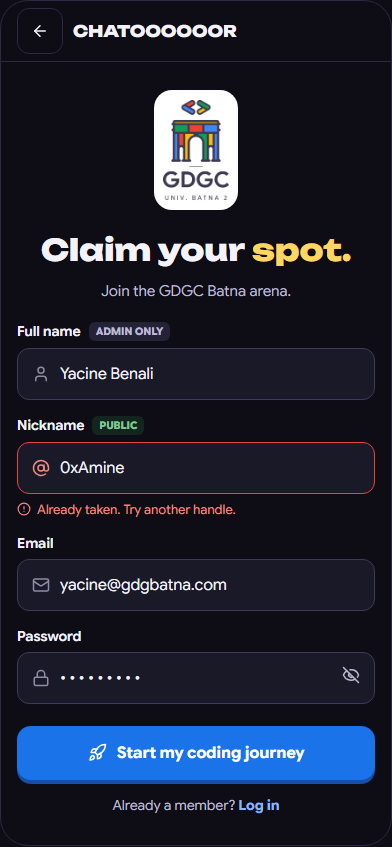 CHATOOOOOOR
GDGC
UNIV. BATNA 2
Claim your spot.
Join the GDGC Batna arena.
Full name ADMIN ONLY
Yacine Benali
Nickname PUBLIC
0xAmine
Already taken. Try another handle.
Email
yacine@gdgbatna.com
Password
•••••••••
Start my coding journey
Already a member? Log in